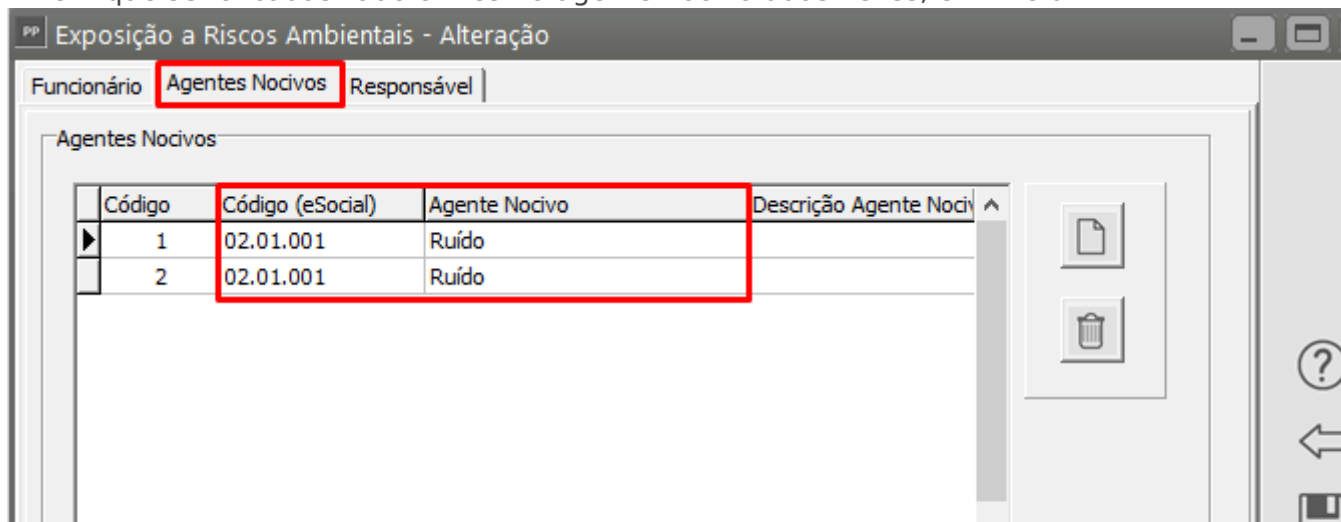 PP Exposição a Riscos Ambientais - Alteração
Funcionário Agentes Nocivos Responsável
Agentes Nocivos
Código Código (eSocial) Agente Nocivo Descrição Agente
1 02.01.001 Ruído
2 02.01.001 Ruído
?